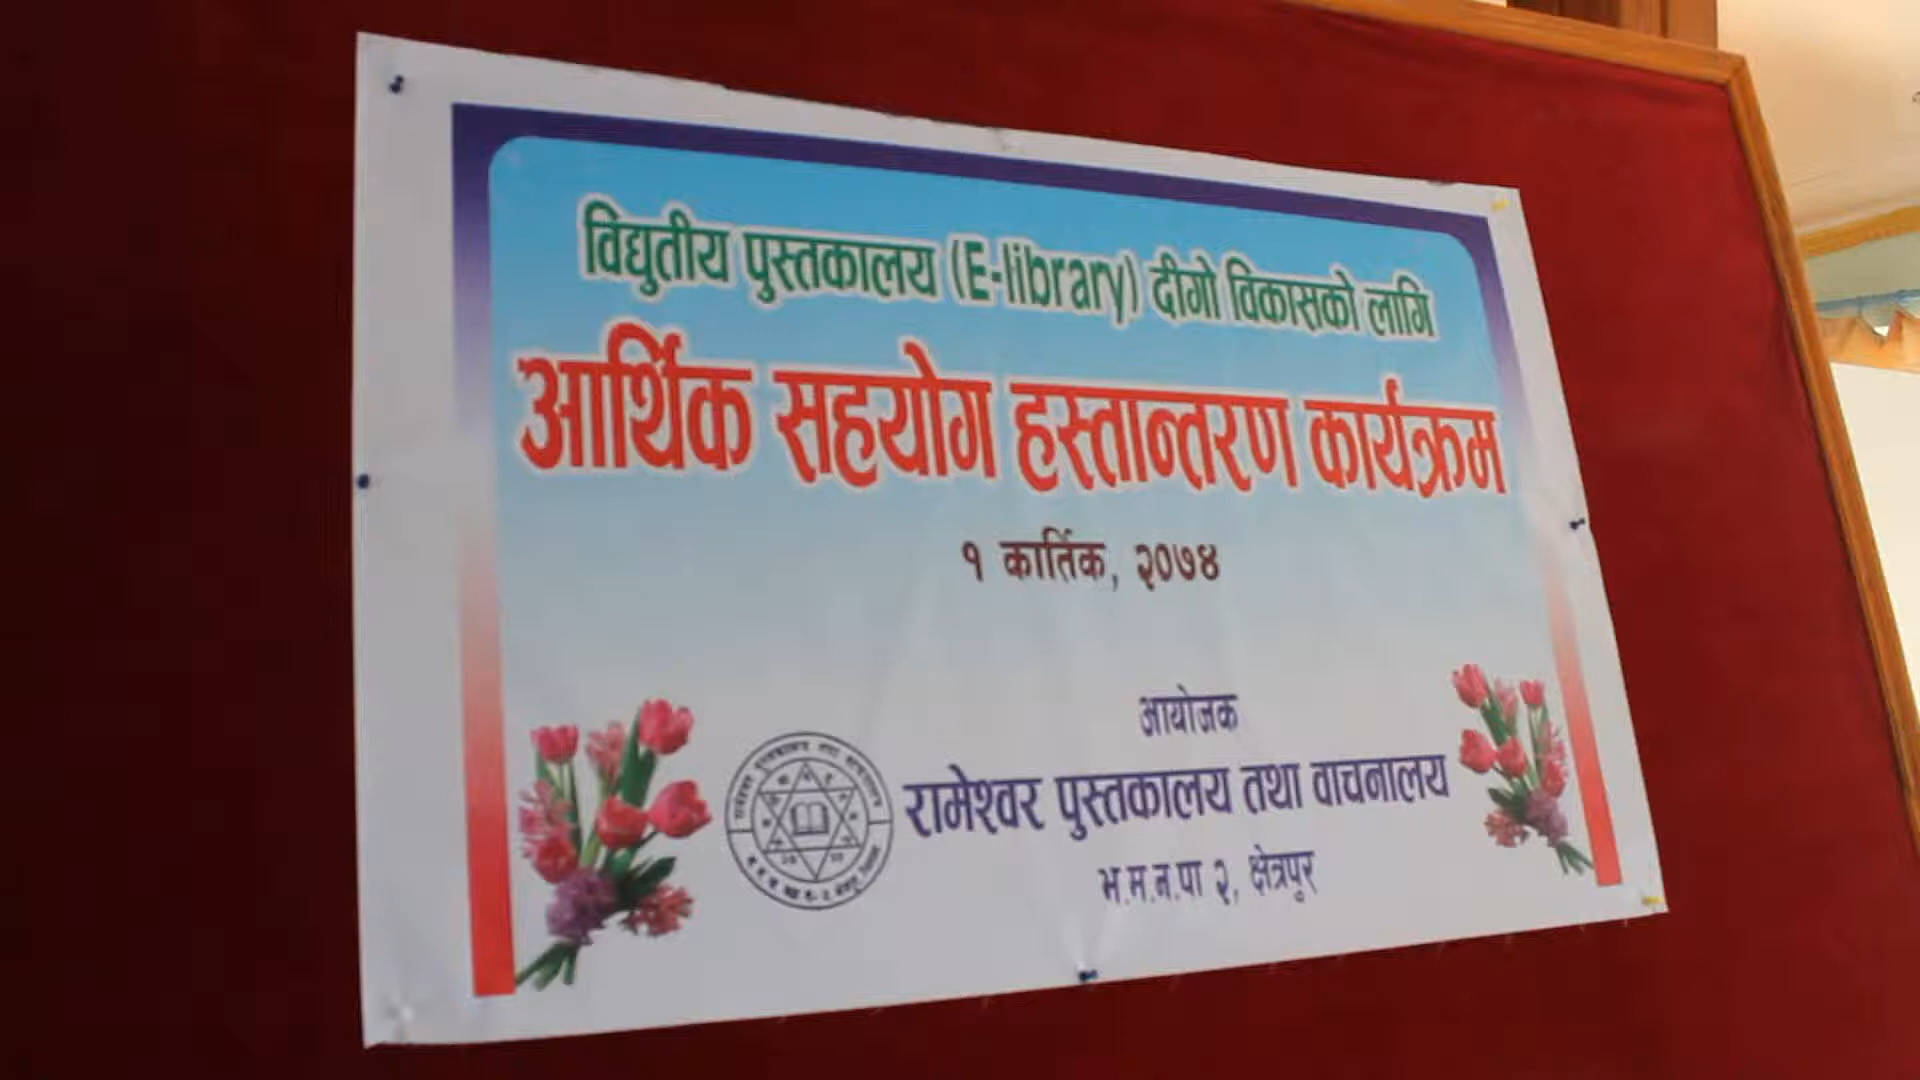 विद्युतीय पुस्तकालय (E-library) दीगो विकासको लागि
आर्थिक सहयोग हस्तान्तरण कार्यक्रम
१ कार्तिक, २०७४
आयोजक
रामेश्वर पुस्तकालय तथा वाचनालय
भ.म.न.पा २, क्षेत्रपुर